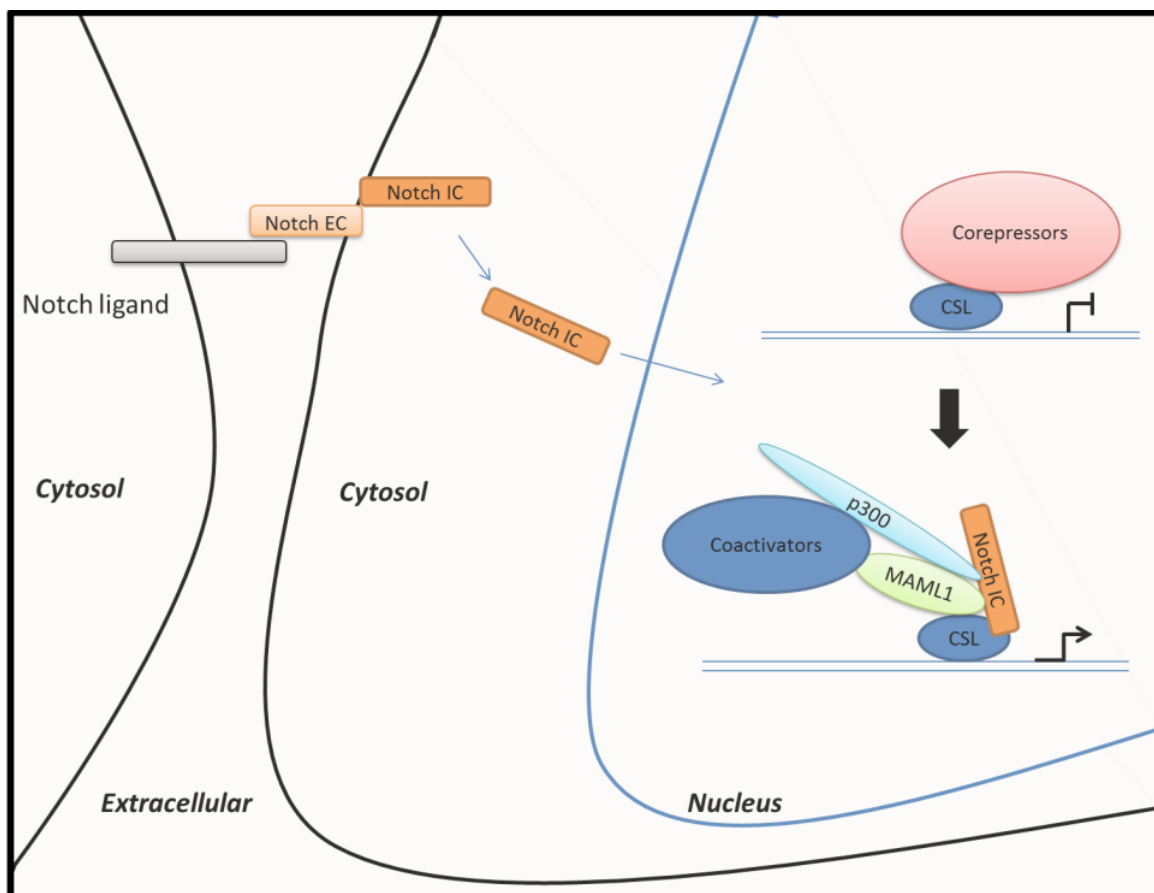 Notch IC
Notch EC
Notch ligand
Notch IC
Corepressors
CSL
Cytosol
Cytosol
p300
Coactivators
Notch IC
MAML1
CSL
Extracellular
Nucleus